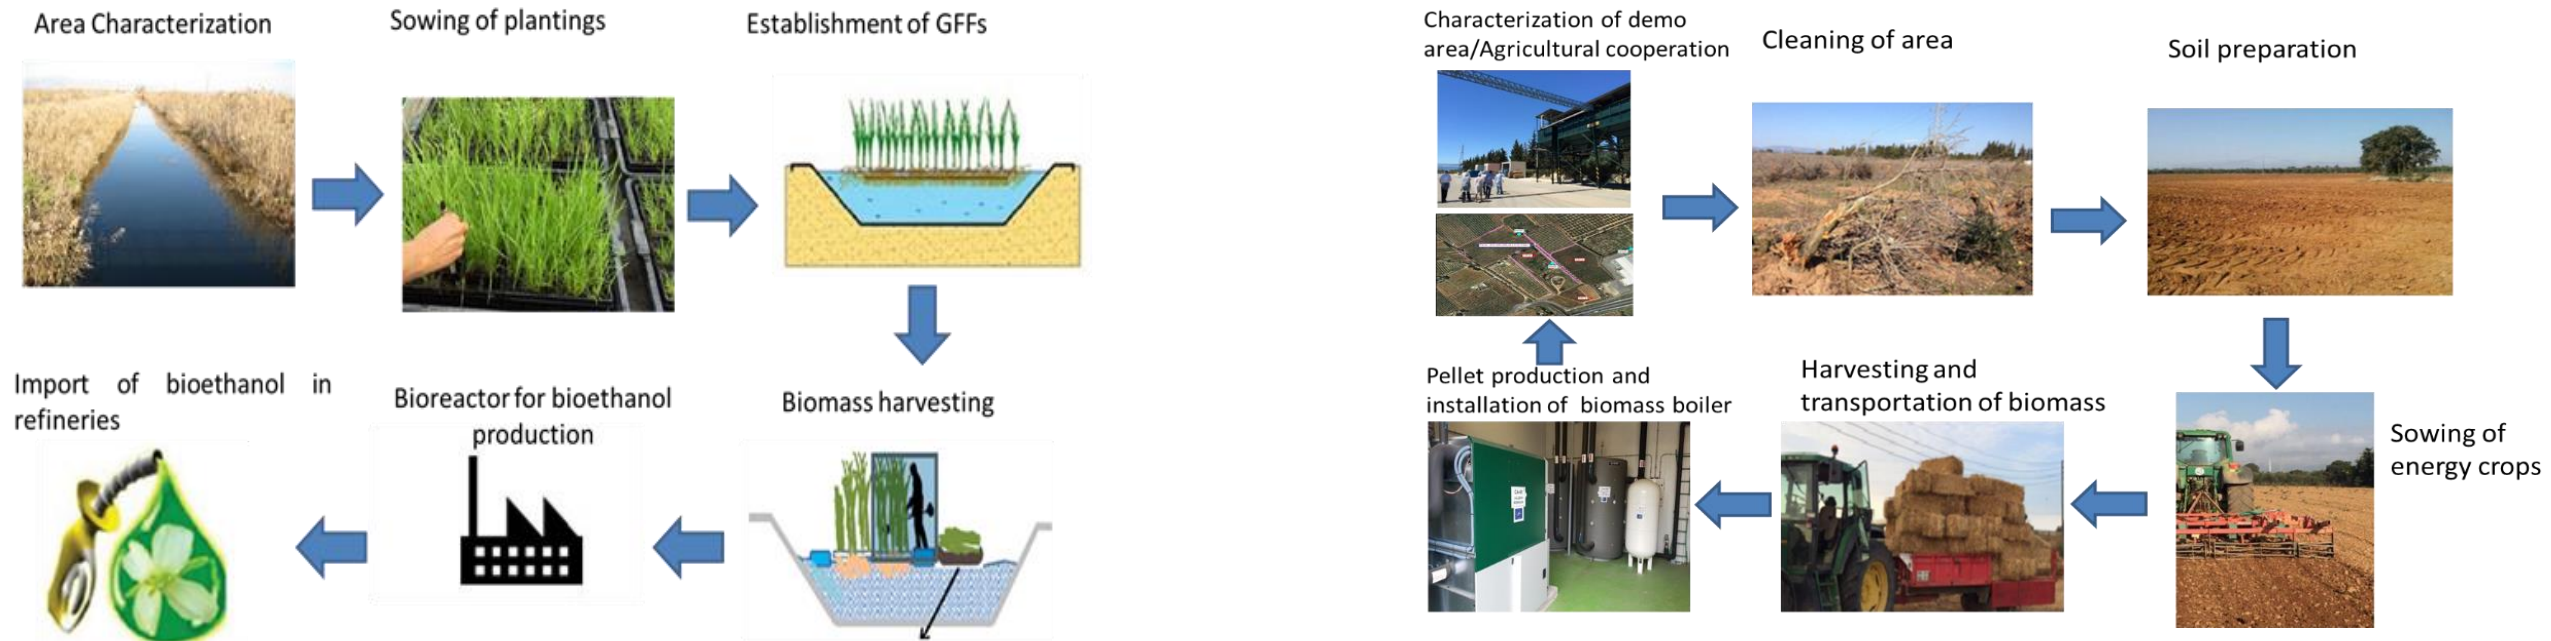 Area Characterization
Sowing of plantings
Establishment of GFFs
Import of bioethanol in
refineries
Bioreactor for bioethanol
production
Biomass harvesting
Characterization of demo
area/Agricultural cooperation
Cleaning of area
Soil preparation
Pellet production and
installation of biomass boiler
Harvesting and
transportation of biomass
Sowing of
energy crops